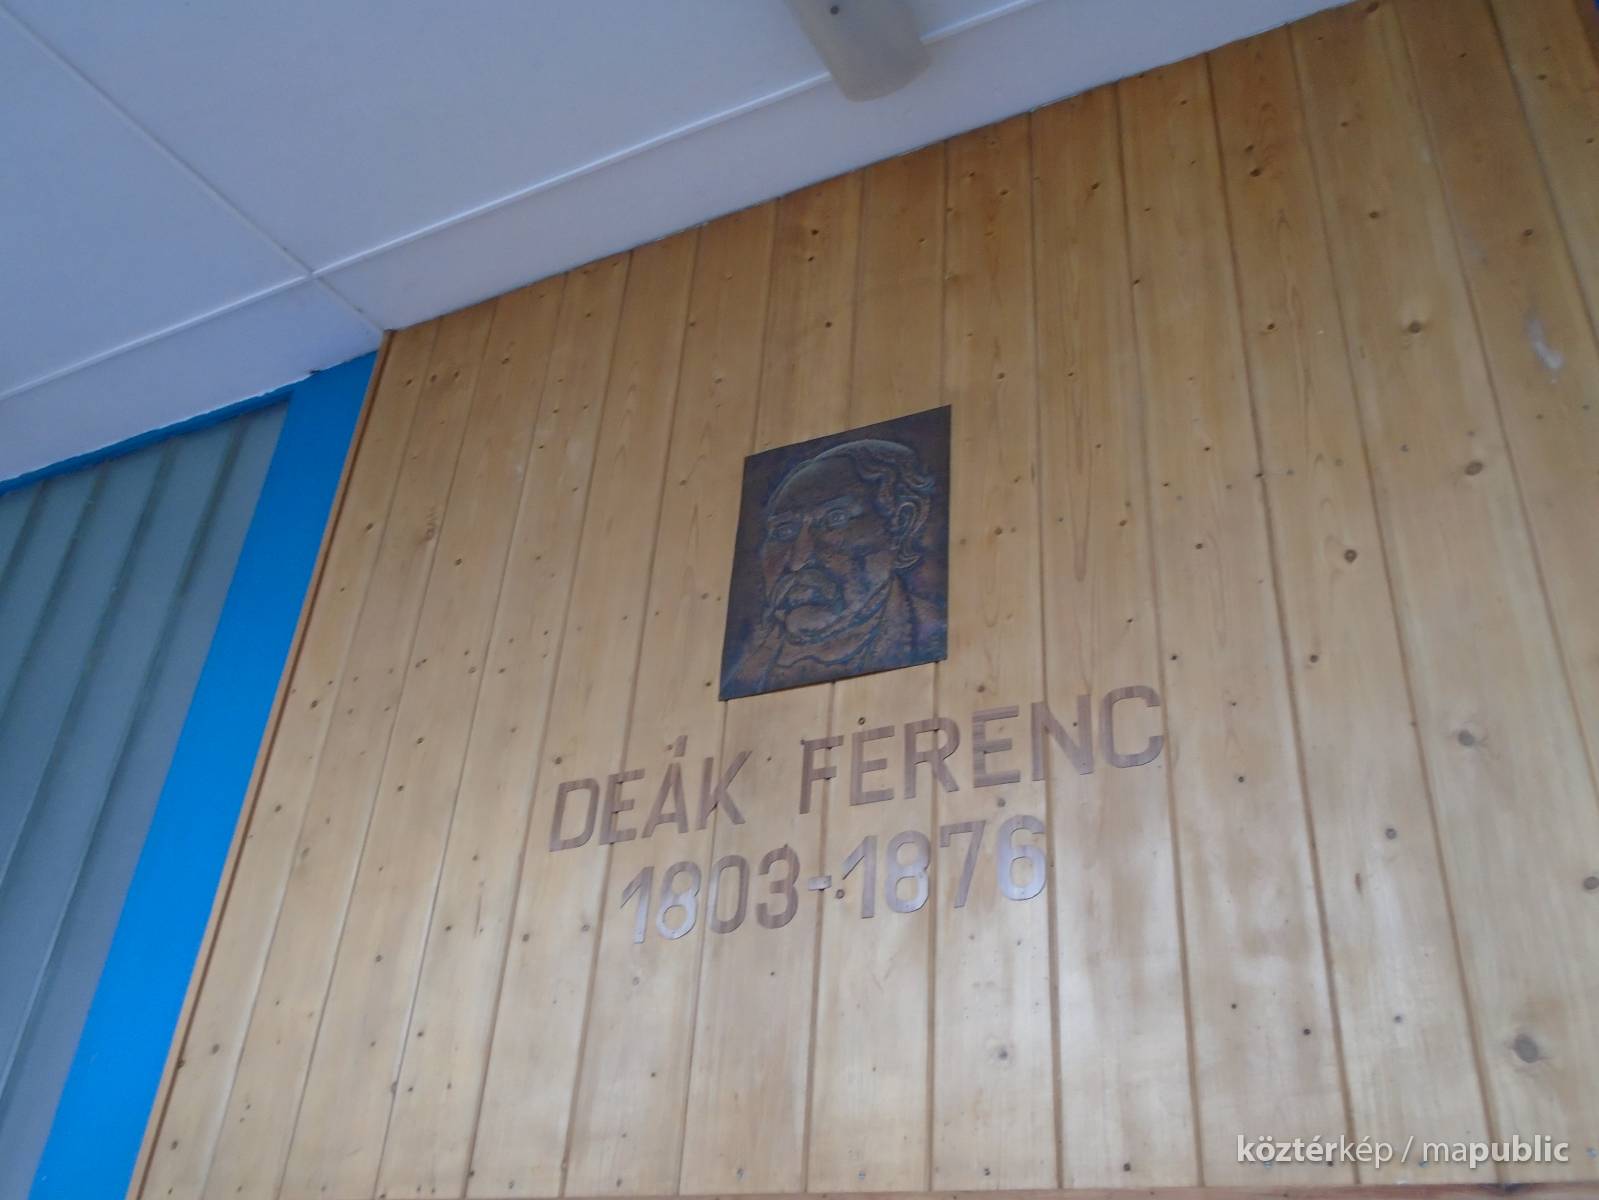 DEÁK FERENC
1803-1876
köztérkép / mapublic